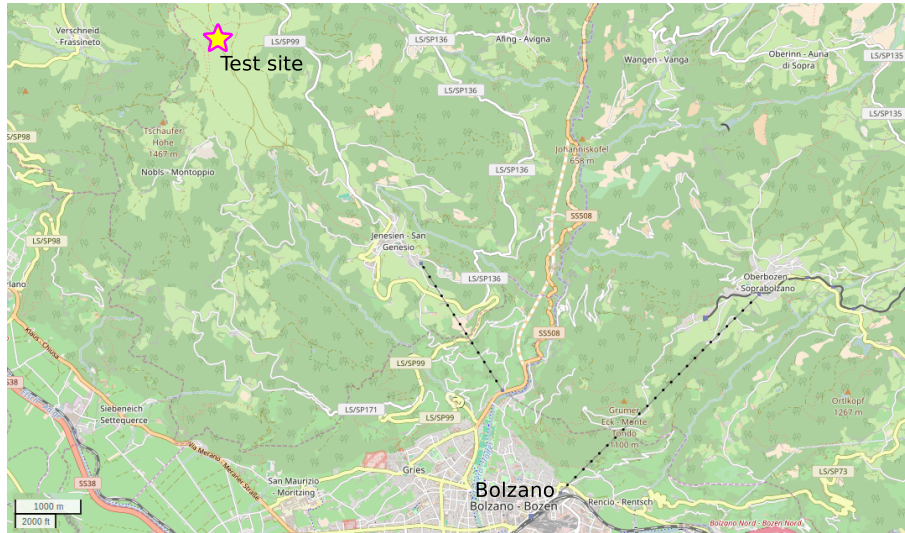 Verschneid
- Frassineto
LS/SP99
LS/SP136
Afing - Avigna
Wangen - Vanga
Oberinn - Auna
di Sopra
LS/SP135
Test site
LS/SP136
LS/SP135
S/SP98
Tschaufer
Höhe
1467 m
Johanniskofel
658 m
Nobls - Montoppio
LS/SP136
SS508
Jenesien - San
Genesio
LS/SP98
LS/SP136
Oberbozen
Soprabolzano
rlano
Klaus - Chiusa
SS508
LS/SP99
S38
Siebeneich
Settequerce
LS/SP171
LS/SP99
Grumer
Eck - Monte
Tondo
1100 m
Ortlkopf
1267 m
Via Merano - Meraner Straße
Gries
SS38
San Maurizio
- Moritzing
LS/SP73
Bolzano
Bolzano - Bozen
Rencio - Rentsch
Bolzano Nord - Bozen Nord
1000 m
2000 ft